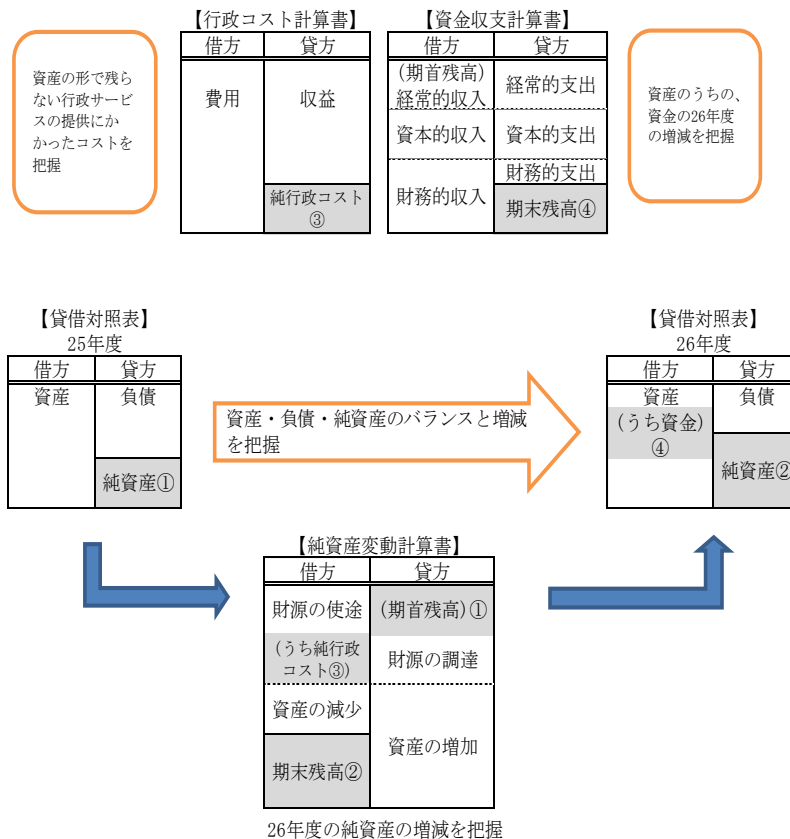 【行政コスト計算書】
借方 貸方
費用 収益
純行政コスト
③
【資金収支計算書】
借方 貸方
(期首残高)
経常的収入
経常的支出
資本的収入 資本的支出
財務的収入
財務的支出
期末残高④
資産の形で残ら
ない行政サービ
スの提供にか
かったコストを
把握
資産のうちの、
資金の26年度
の増減を把握
【貸借対照表】
25年度
借方 貸方
資産 負債
純資産①
資産・負債・純資産のバランスと増減
を把握
【貸借対照表】
26年度
借方 貸方
資産 負債
(うち資金)
④
純資産②
【純資産変動計算書】
借方 貸方
財源の使途 (期首残高)①
(うち純行政
コスト③)
財源の調達
資産の減少
資産の増加
期末残高②
26年度の純資産の増減を把握